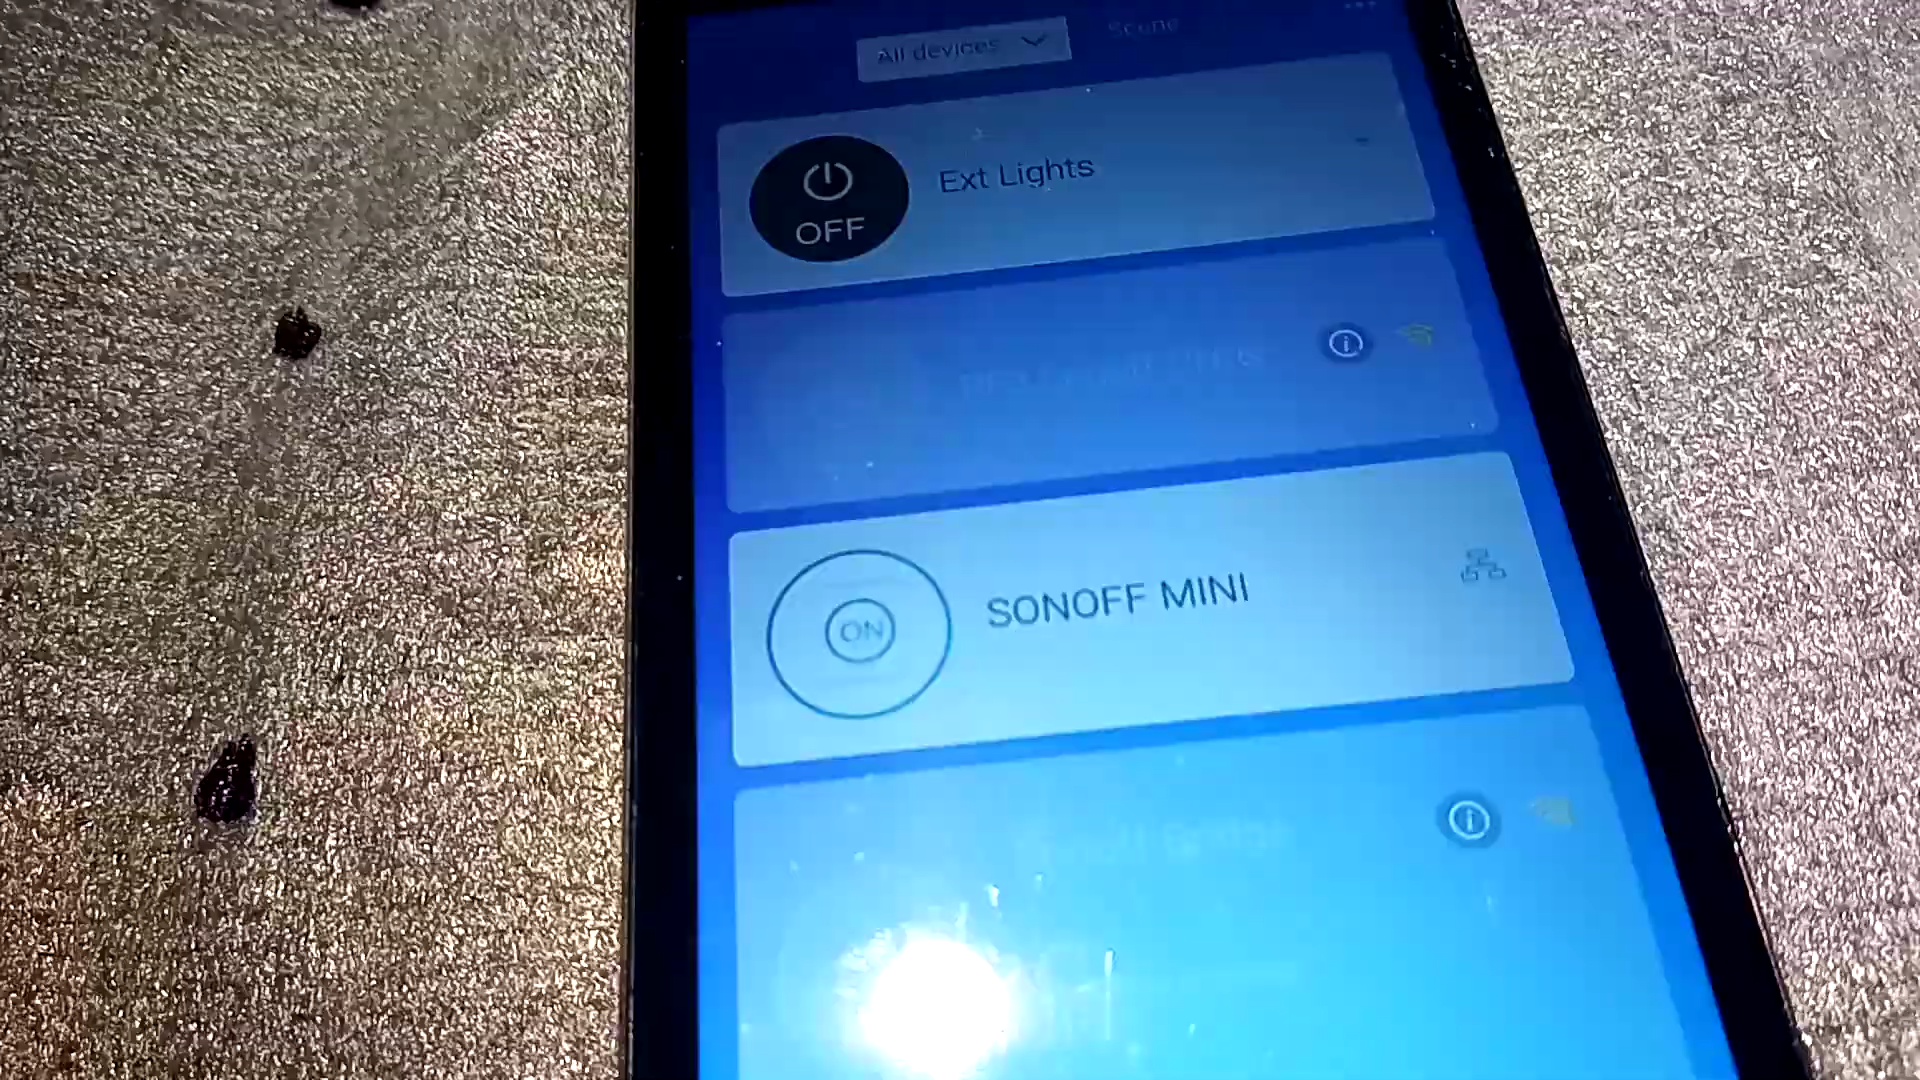 All devices
Scene
OFF
Ext Lights
ON
SONOFF MINI